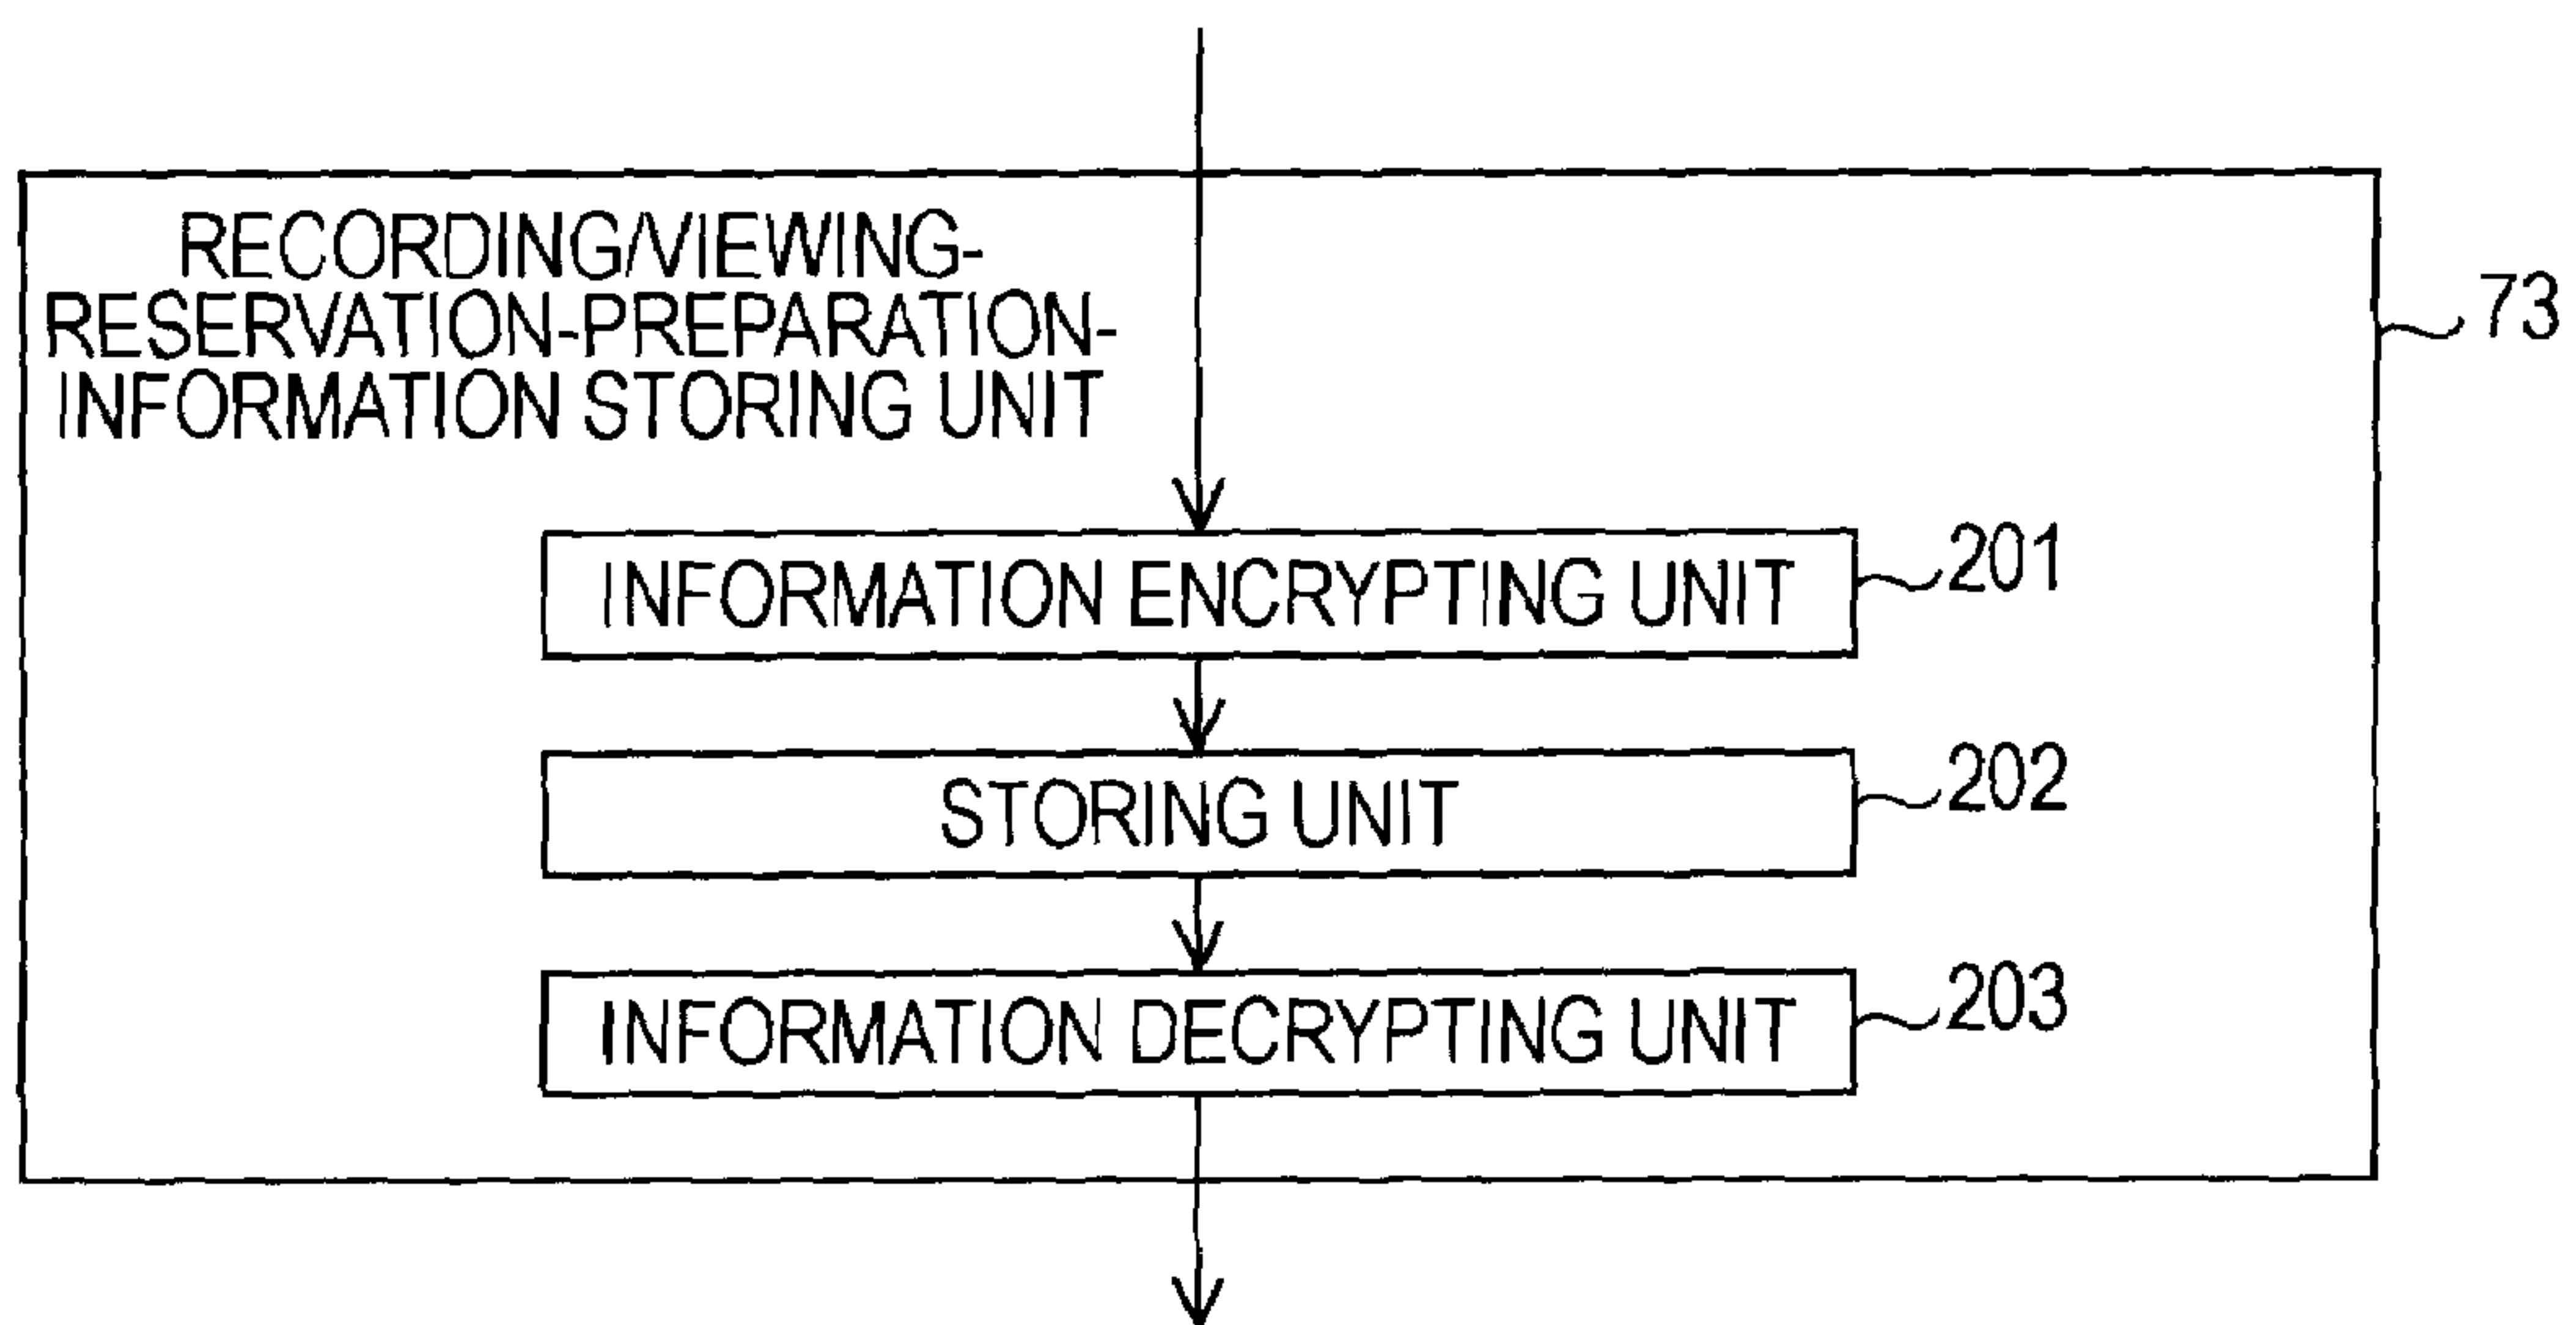 RECORDING/VIEWING-
RESERVATION-PREPARATION-
INFORMATION STORING UNIT
73
INFORMATION ENCRYPTING UNIT
201
STORING UNIT
202
INFORMATION DECRYPTING UNIT
203